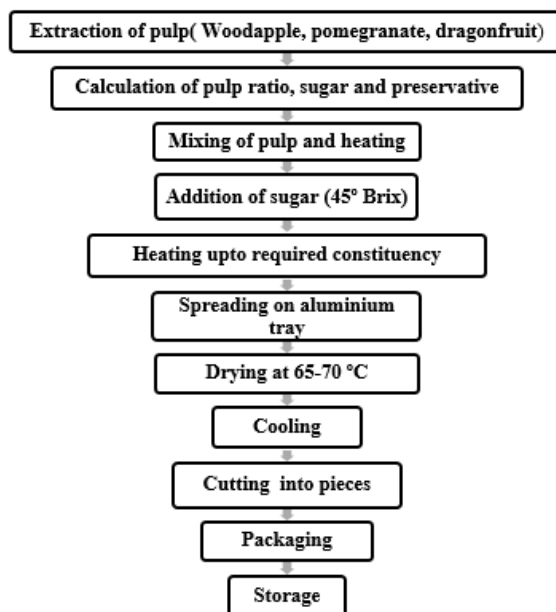 Extraction of pulp( Woodapple, pomegranate, dragonfruit)
Calculation of pulp ratio, sugar and preservative
Mixing of pulp and heating
Addition of sugar (45º Brix)
Heating upto required constituency
Spreading on aluminium
tray
Drying at 65-70 °C
Cooling
Cutting into pieces
Packaging
Storage